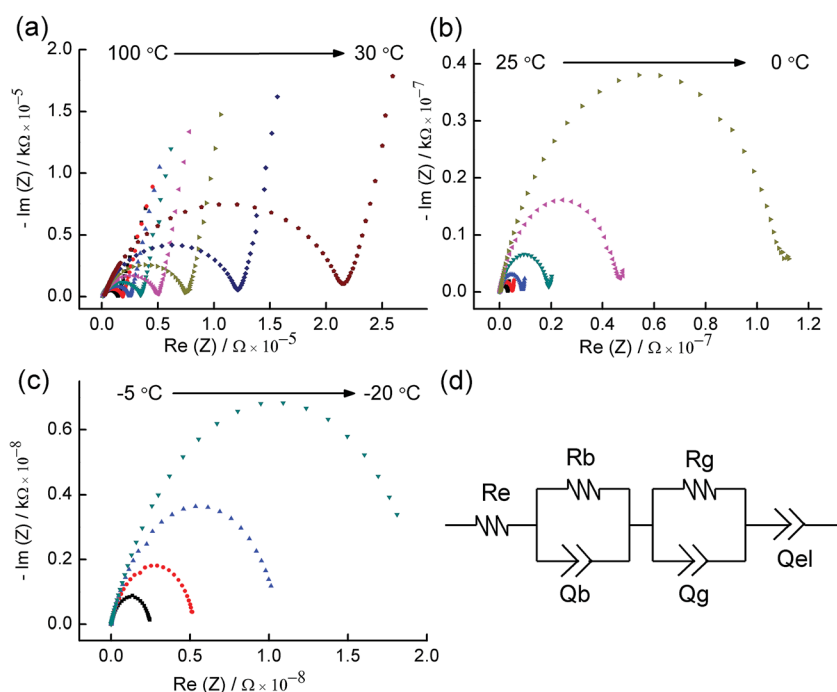 (a)
100 °C 30 °C
2.0
1.5
1.0
0.5
0.0
- Im (Z) / kΩ × 10⁻⁵
0.0 0.5 1.0 1.5 2.0 2.5
Re (Z) / Ω × 10⁻⁵
(b)
25 °C 0 °C
0.4
0.3
0.2
0.1
0.0
- Im (Z) / kΩ × 10⁻⁷
0.0 0.2 0.4 0.6 0.8 1.0 1.2
Re (Z) / Ω × 10⁻⁷
(c)
-5 °C -20 °C
0.6
0.4
0.2
0.0
- Im (Z) / kΩ × 10⁻⁸
0.0 0.5 1.0 1.5 2.0
Re (Z) / Ω × 10⁻⁸
(d)
Rb Rg
Re
Qb Qg Qel